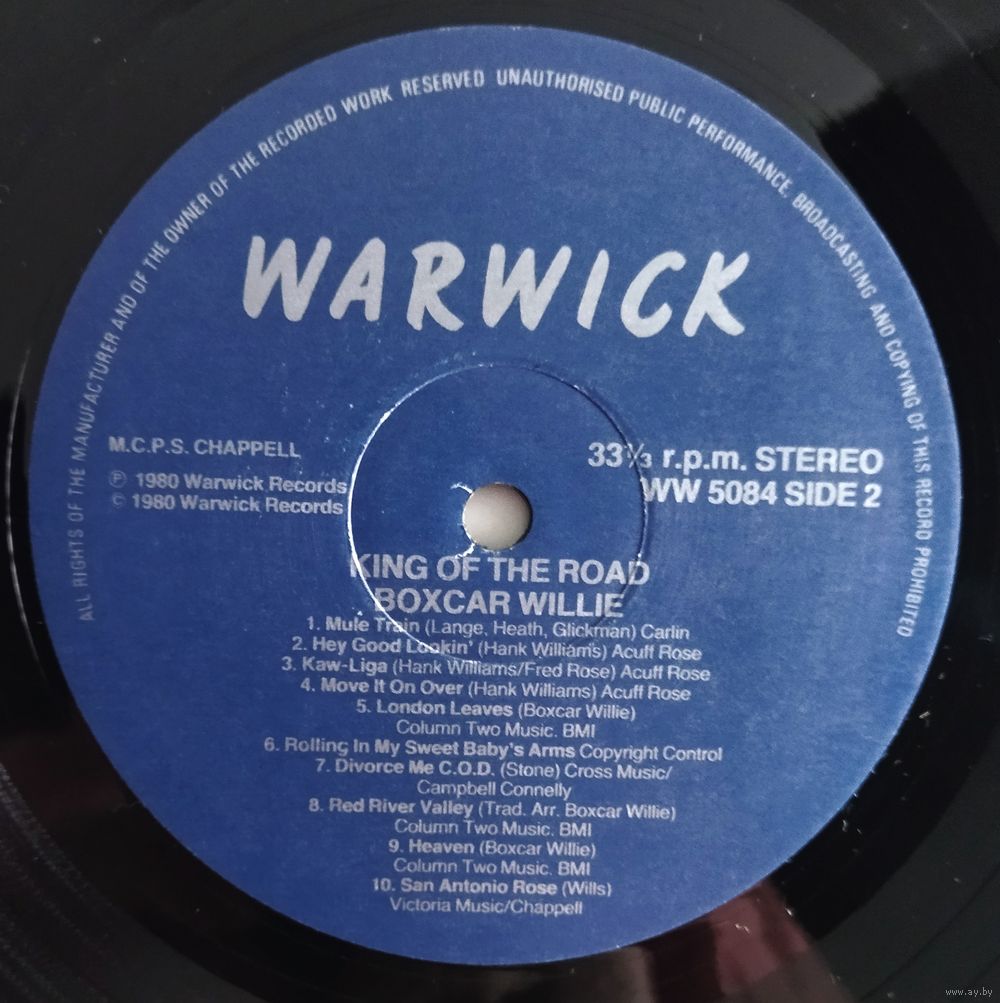 ALL RIGHTS OF THE MANUFACTURER AND OF THE OWNER OF THE RECORDED WORK RESERVED UNAUTHORISED PUBLIC PERFORMANCE, BROADCASTING AND COPYING OF THIS RECORD PROHIBITED
WARWICK
M.C.P.S. CHAPPELL
℗ 1980 Warwick Records
© 1980 Warwick Records
33⅓ r.p.m. STEREO
WW 5084 SIDE 2
KING OF THE ROAD
BOXCAR WILLIE
1. Mule Train (Lange, Heath, Glickman) Carlin
2. Hey Good Lookin' (Hank Williams) Acuff Rose
3. Kaw-Liga (Hank Williams/Fred Rose) Acuff Rose
4. Move It On Over (Hank Williams) Acuff Rose
5. London Leaves (Boxcar Willie)
Column Two Music. BMI
6. Rolling In My Sweet Baby's Arms Copyright Control
7. Divorce Me C.O.D. (Stone) Cross Music/
Campbell Connelly
8. Red River Valley (Trad. Arr. Boxcar Willie)
Column Two Music. BMI
9. Heaven (Boxcar Willie)
Column Two Music. BMI
10. San Antonio Rose (Wills)
Victoria Music/Chappell
www.ay.by